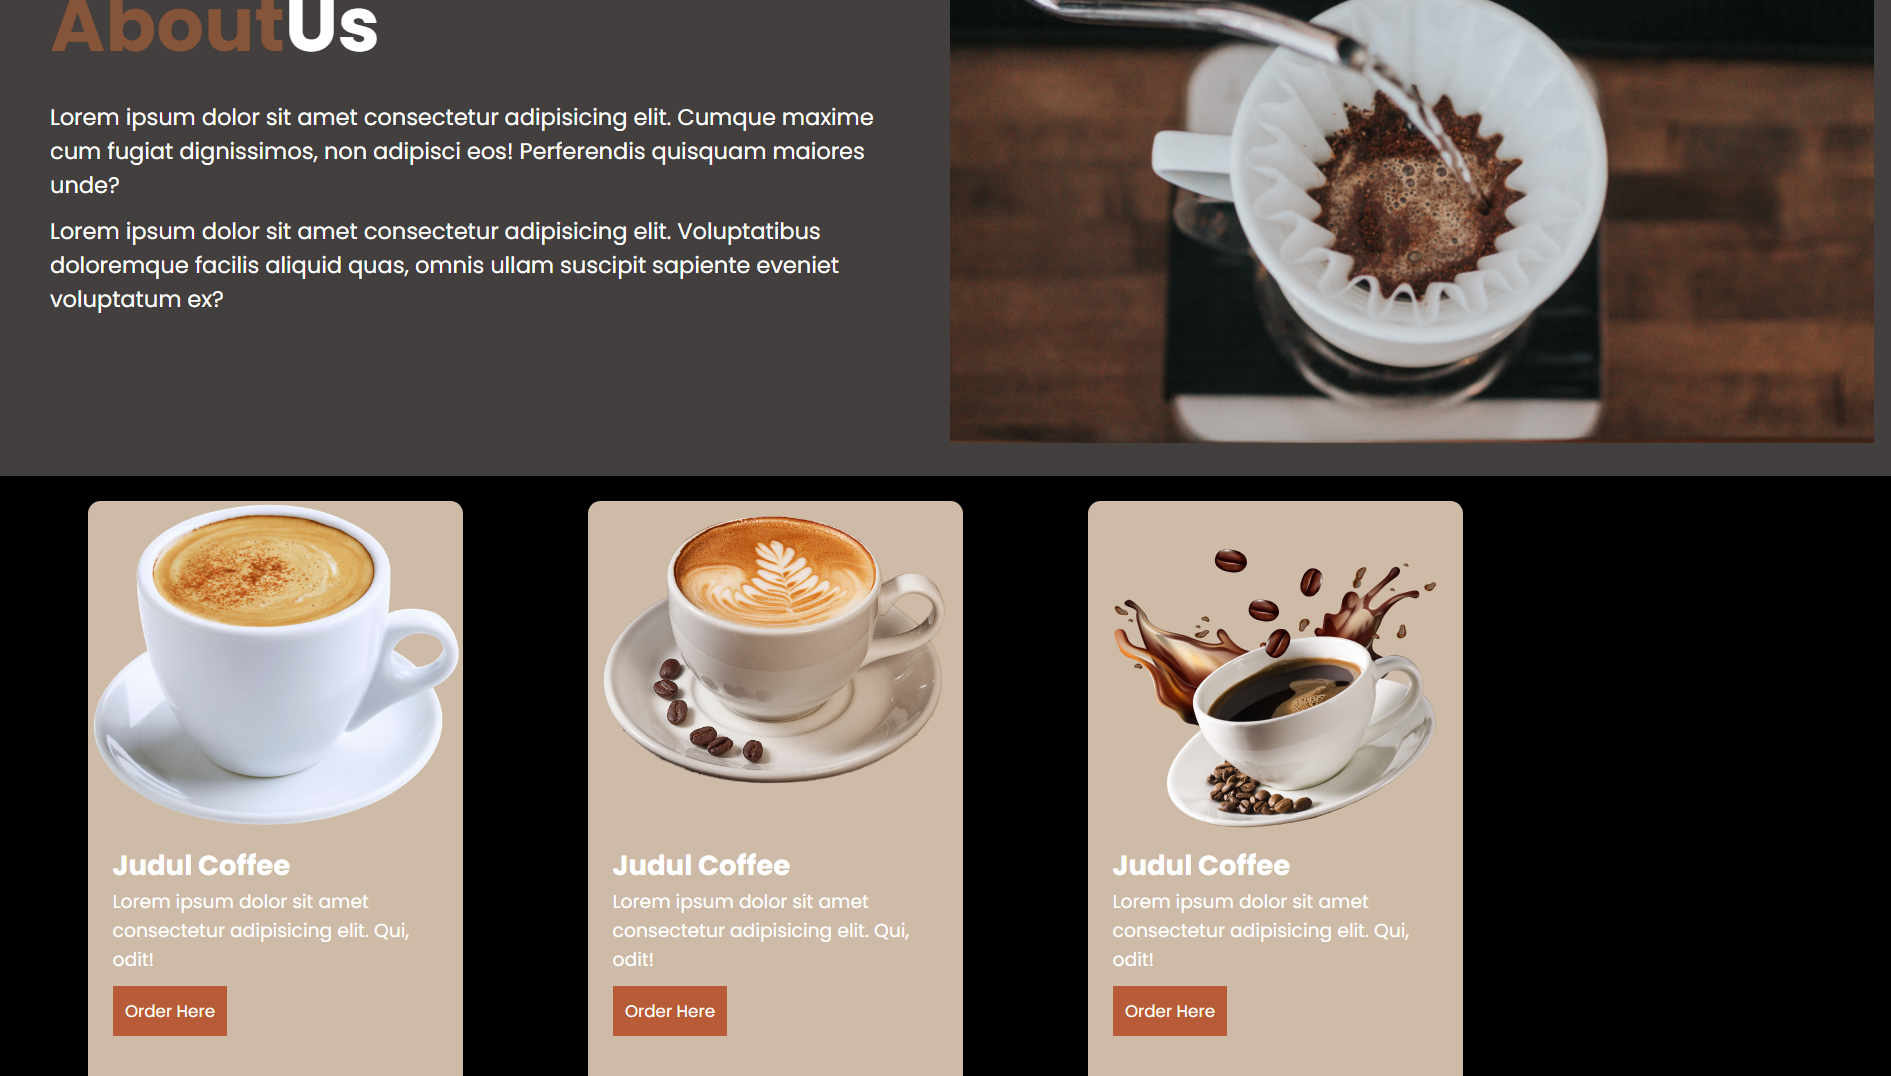 AboutUs
Lorem ipsum dolor sit amet consectetur adipisicing elit. Cumque maxime
cum fugiat dignissimos, non adipisci eos! Perferendis quisquam maiores
unde?
Lorem ipsum dolor sit amet consectetur adipisicing elit. Voluptatibus
doloremque facilis aliquid quas, omnis ullam suscipit sapiente eveniet
voluptatum ex?
Judul Coffee
Lorem ipsum dolor sit amet
consectetur adipisicing elit. Qui,
odit!
Order Here
Judul Coffee
Lorem ipsum dolor sit amet
consectetur adipisicing elit. Qui,
odit!
Order Here
Judul Coffee
Lorem ipsum dolor sit amet
consectetur adipisicing elit. Qui,
odit!
Order Here